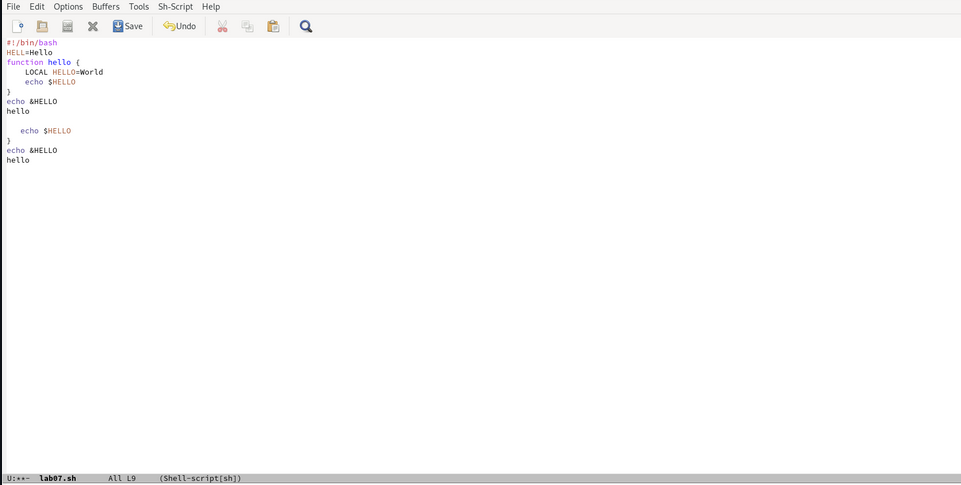 File Edit Options Buffers Tools Sh-Script Help
Save Undo
#!/bin/bash
HELL=Hello
function hello {
    LOCAL HELLO=World
    echo $HELLO
}
echo &HELLO
hello

   echo $HELLO
}
echo &HELLO
hello
U:**-  lab07.sh       All L9     (Shell-script[sh])